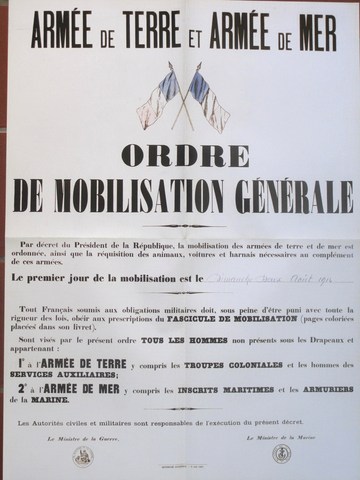 ARMÉE DE TERRE ET ARMÉE DE MER
ORDRE
DE MOBILISATION GÉNÉRALE
Par décret du Président de la République, la mobilisation des armées de terre et de mer est
ordonnée, ainsi que la réquisition des animaux, voitures et harnais nécessaires au complément
de ces armées.
Le premier jour de la mobilisation est le Dimanche Deux Août 1914
Tout Français soumis aux obligations militaires doit, sous peine d'être puni avec toute la
rigueur des lois, obéir aux prescriptions du FASCICULE DE MOBILISATION (pages colorées
placées dans son livret).
Sont visés par le présent ordre TOUS LES HOMMES non présents sous les Drapeaux et
appartenant :
1° à l'ARMÉE DE TERRE y compris les TROUPES COLONIALES et les hommes des
SERVICES AUXILIAIRES;
2° à l'ARMÉE DE MER y compris les INSCRITS MARITIMES et les ARMURIERS
de la MARINE.
Les Autorités civiles et militaires sont responsables de l'exécution du présent décret.
Le Ministre de la Guerre, Le Ministre de la Marine